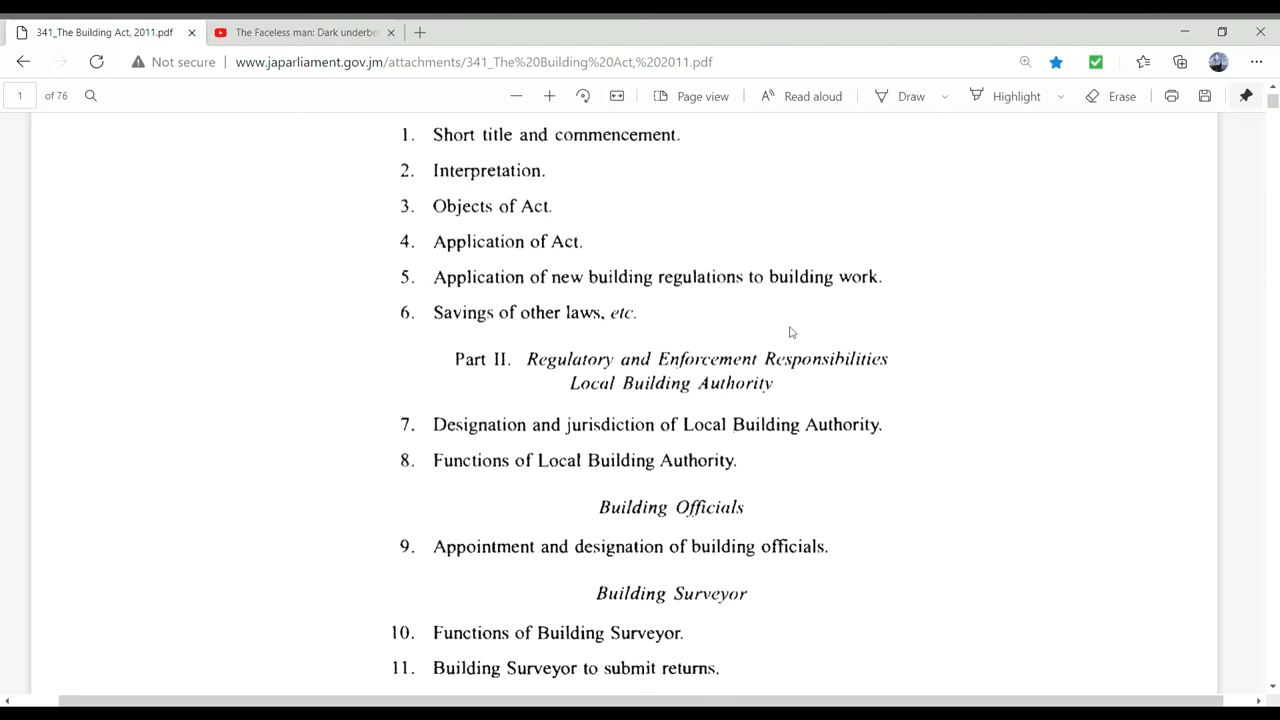 341_The Building Act, 2011.pdf
The Faceless man: Dark underbe
Not secure
www.japarliament.gov.jm/attachments/341_The%20Building%20Act,%202011.pdf
1 of 76
Page view
Read aloud
Draw
Highlight
Erase
1. Short title and commencement.
2. Interpretation.
3. Objects of Act.
4. Application of Act.
5. Application of new building regulations to building work.
6. Savings of other laws, etc.
Part II. Regulatory and Enforcement Responsibilities
Local Building Authority
7. Designation and jurisdiction of Local Building Authority.
8. Functions of Local Building Authority.
Building Officials
9. Appointment and designation of building officials.
Building Surveyor
10. Functions of Building Surveyor.
11. Building Surveyor to submit returns.